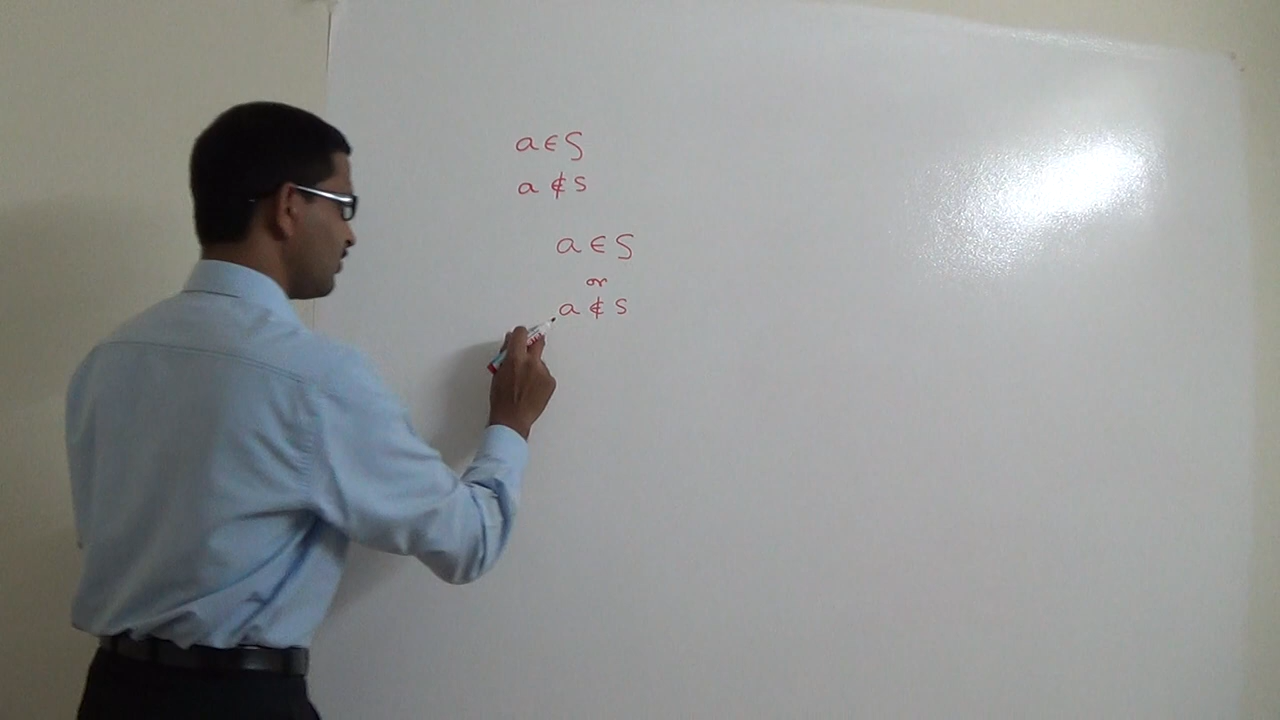 a ∈ S
a ∉ S
a ∈ S
or
a ∉ S